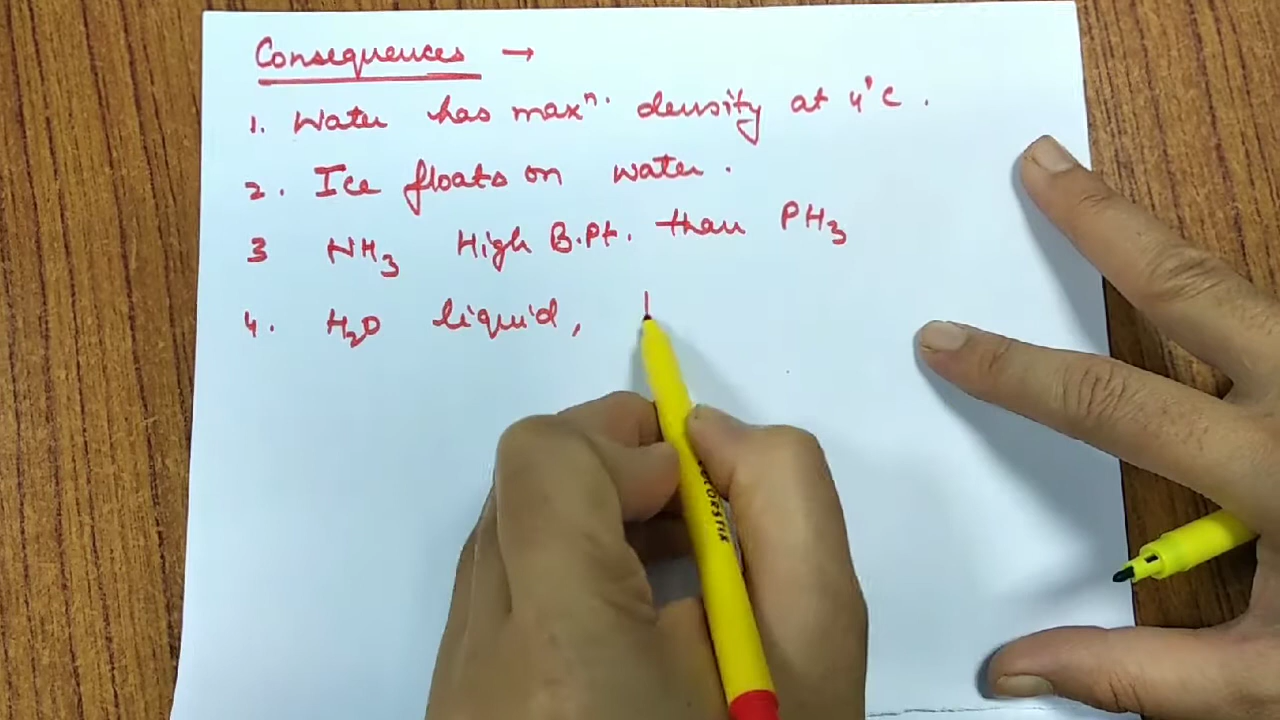 Consequences →
1. Water has maxⁿ. density at 4°C.
2. Ice floats on water.
3 NH₃ High B.Pt. than PH₃
4. H₂O liquid,
COLORSTIX